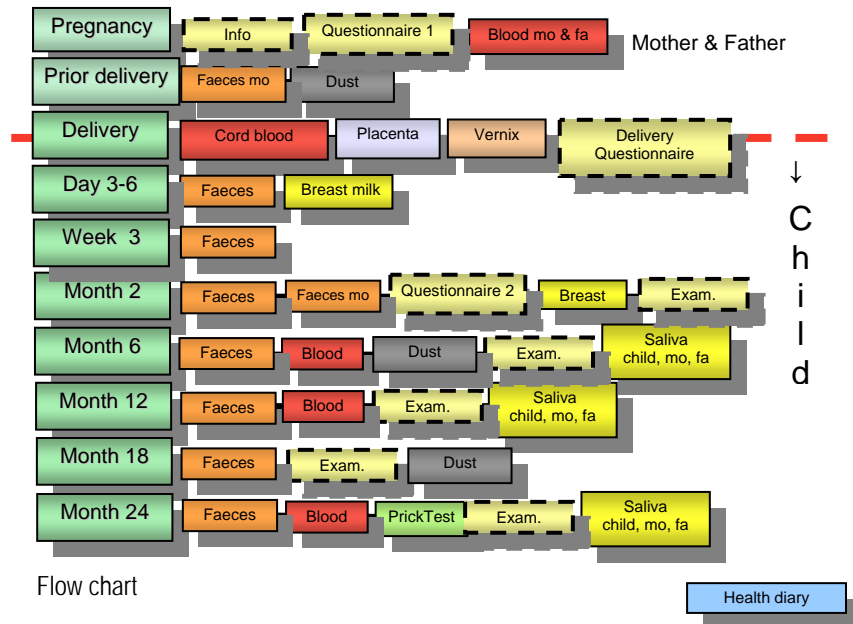 Pregnancy
Info
Questionnaire 1
Blood mo & fa
Mother & Father
Prior delivery
Faeces mo
Dust
Delivery
Cord blood
Placenta
Vernix
Delivery
Questionnaire
↓
Child
Day 3-6
Faeces
Breast milk
Week 3
Faeces
Month 2
Faeces
Faeces mo
Questionnaire 2
Breast
Exam.
Month 6
Faeces
Blood
Dust
Exam.
Saliva
child, mo, fa
Month 12
Faeces
Blood
Exam.
Saliva
child, mo, fa
Month 18
Faeces
Exam.
Dust
Month 24
Faeces
Blood
PrickTest
Exam.
Saliva
child, mo, fa
Flow chart
Health diary